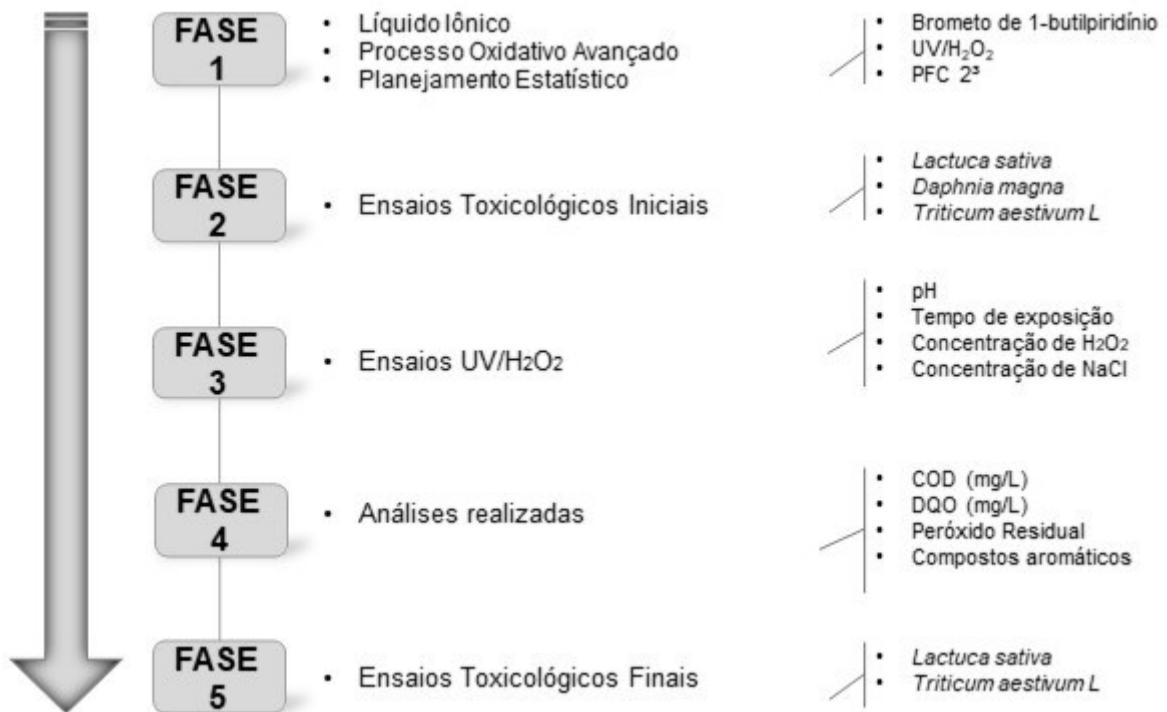 FASE
1
• Líquido Iônico
• Processo Oxidativo Avançado
• Planejamento Estatístico
• Brometo de 1-butilpiridínio
• UV/H₂O₂
• PFC 2³
FASE
2
• Ensaios Toxicológicos Iniciais
• Lactuca sativa
• Daphnia magna
• Triticum aestivum L
FASE
3
• Ensaios UV/H2O2
• pH
• Tempo de exposição
• Concentração de H2O2
• Concentração de NaCl
FASE
4
• Análises realizadas
• COD (mg/L)
• DQO (mg/L)
• Peróxido Residual
• Compostos aromáticos
FASE
5
• Ensaios Toxicológicos Finais
• Lactuca sativa
• Triticum aestivum L